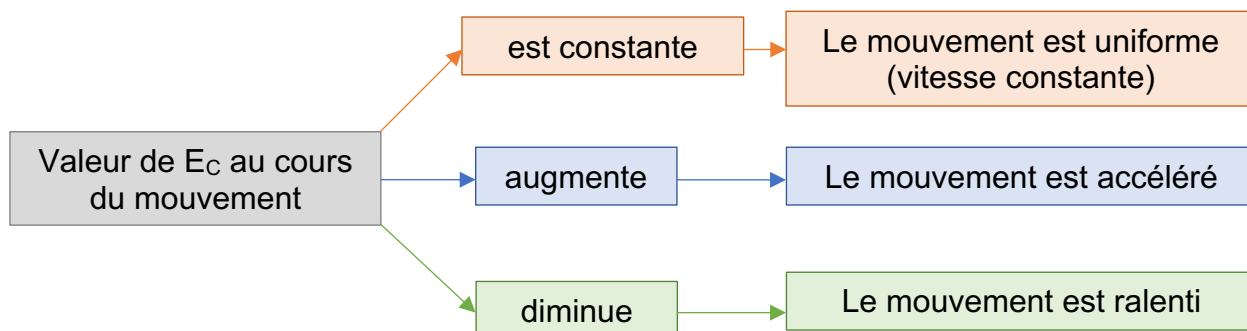 est constante
Le mouvement est uniforme
(vitesse constante)
Valeur de EC au cours
du mouvement
augmente
Le mouvement est accéléré
diminue
Le mouvement est ralenti